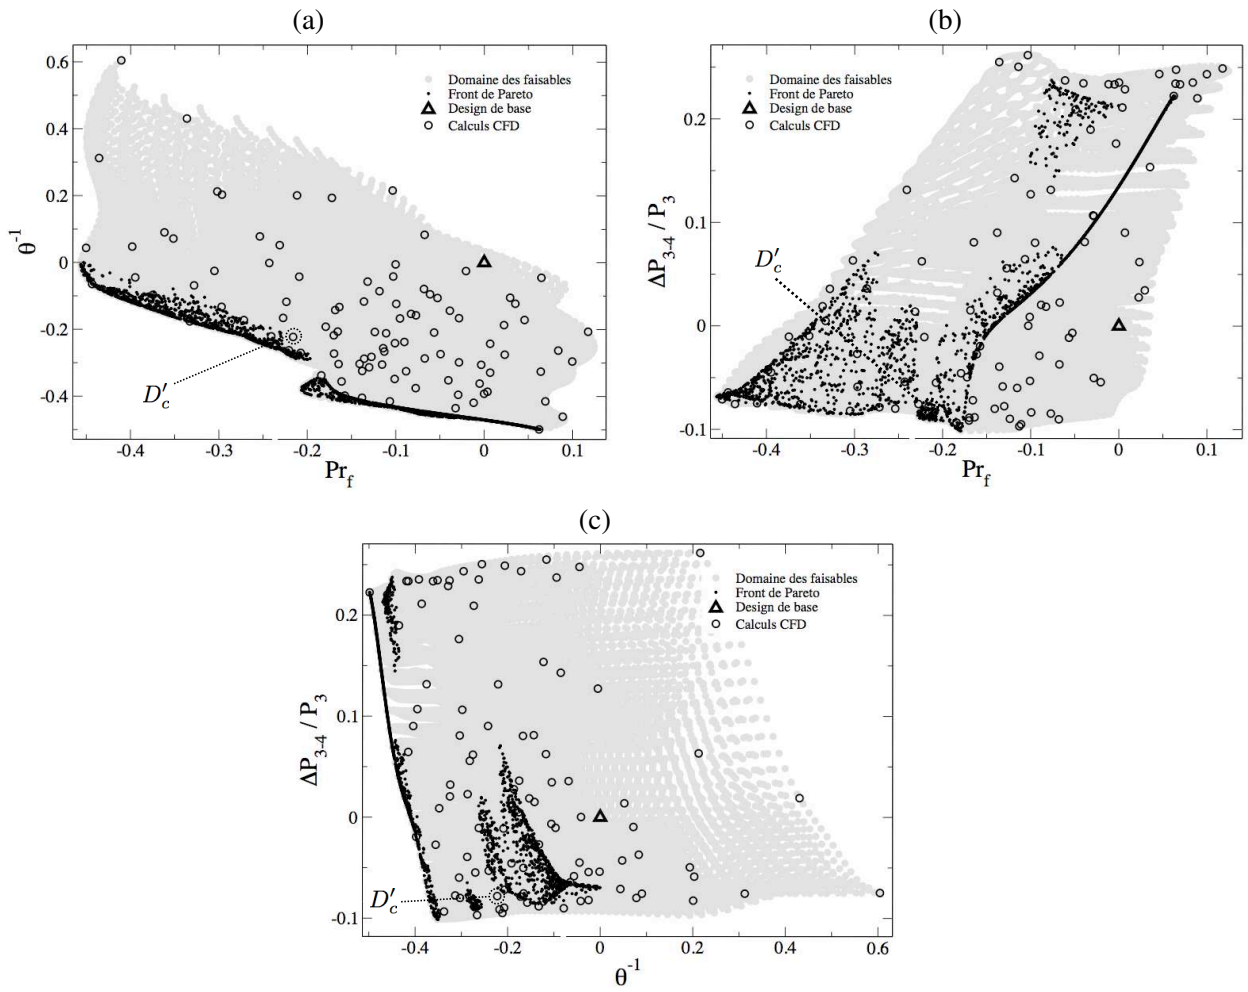 (a)
0.6
0.4
0.2
0
-0.2
-0.4
θ⁻¹
Domaine des faisables
Front de Pareto
Design de base
Calculs CFD
D′c
-0.4
-0.3
-0.2
-0.1
0
0.1
Pr_f
(b)
0.2
0.1
0
-0.1
ΔP₃₋₄ / P₃
Domaine des faisables
Front de Pareto
Design de base
Calculs CFD
D′c
-0.4
-0.3
-0.2
-0.1
0
0.1
Pr_f
(c)
0.2
0.1
0
-0.1
ΔP₃₋₄ / P₃
Domaine des faisables
Front de Pareto
Design de base
Calculs CFD
D′c
-0.4
-0.2
0
0.2
0.4
0.6
θ⁻¹